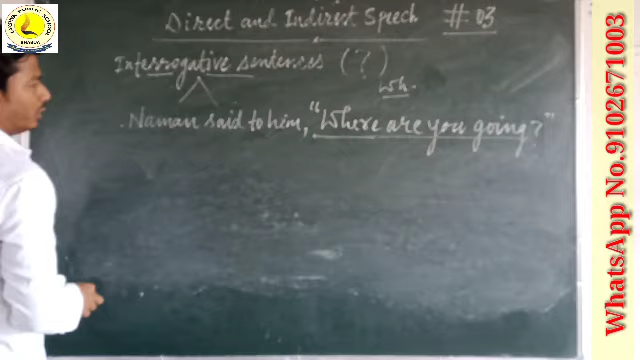 Direct and Indirect Speech # 03
Interrogative sentences (?)
Wh.
Naman said to him, "Where are you going?"
WhatsApp No.9102671003